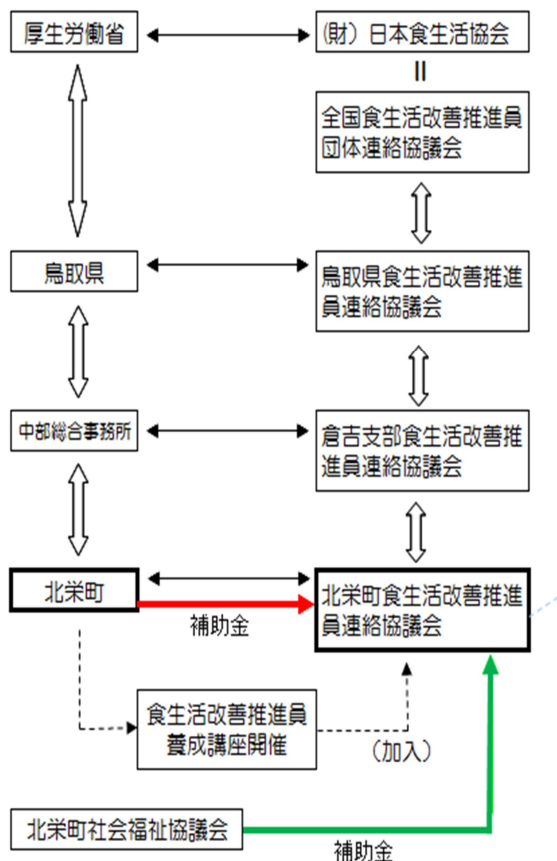 厚生労働省
(財)日本食生活協会
=
全国食生活改善推進員
団体連絡協議会
鳥取県
鳥取県食生活改善推進
員連絡協議会
中部総合事務所
倉吉支部食生活改善推
進員連絡協議会
北栄町
北栄町食生活改善推進
員連絡協議会
補助金
食生活改善推進員
養成講座開催
(加入)
北栄町社会福祉協議会
補助金